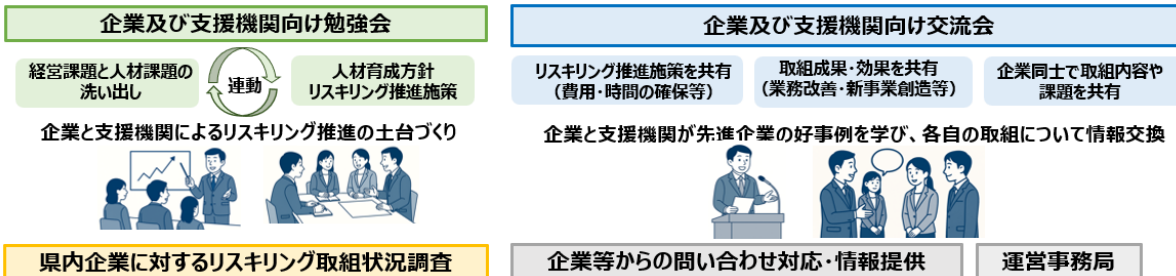 企業及び支援機関向け勉強会
経営課題と人材課題の
洗い出し
連動
人材育成方針
リスキリング推進施策
企業と支援機関によるリスキリング推進の土台づくり
企業及び支援機関向け交流会
リスキリング推進施策を共有
（費用・時間の確保等）
取組成果・効果を共有
（業務改善・新事業創造等）
企業同士で取組内容や
課題を共有
企業と支援機関が先進企業の好事例を学び、各自の取組について情報交換
県内企業に対するリスキリング取組状況調査
企業等からの問い合わせ対応・情報提供
運営事務局